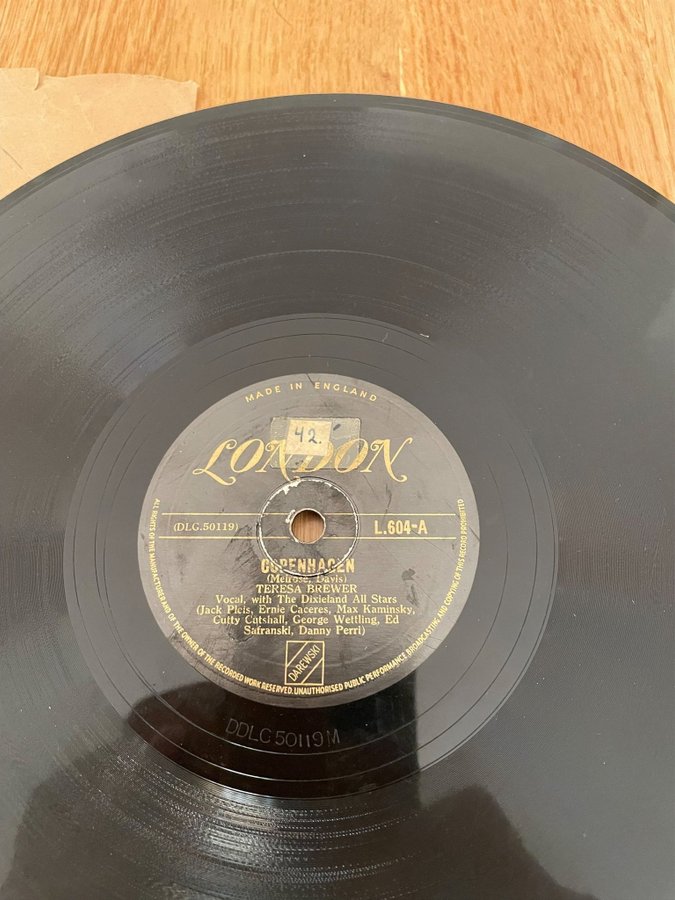 MADE IN ENGLAND
42.
LONDON
(DLG.50119)
L.604-A
COPENHAGEN
(Melrose, Davis)
TERESA BREWER
Vocal, with The Dixieland All Stars
(Jack Plcis, Ernie Caceres, Max Kaminsky,
Cutty Cutshall, George Wettling, Ed
Safranski, Danny Perri)
DAREWSKI
ALL RIGHTS OF THE MANUFACTURER AND OF THE OWNER OF THE RECORDED WORK RESERVED. UNAUTHORISED PUBLIC PERFORMANCE BROADCASTING AND COPYING OF THIS RECORD PROHIBITED
DDLC 50119 M